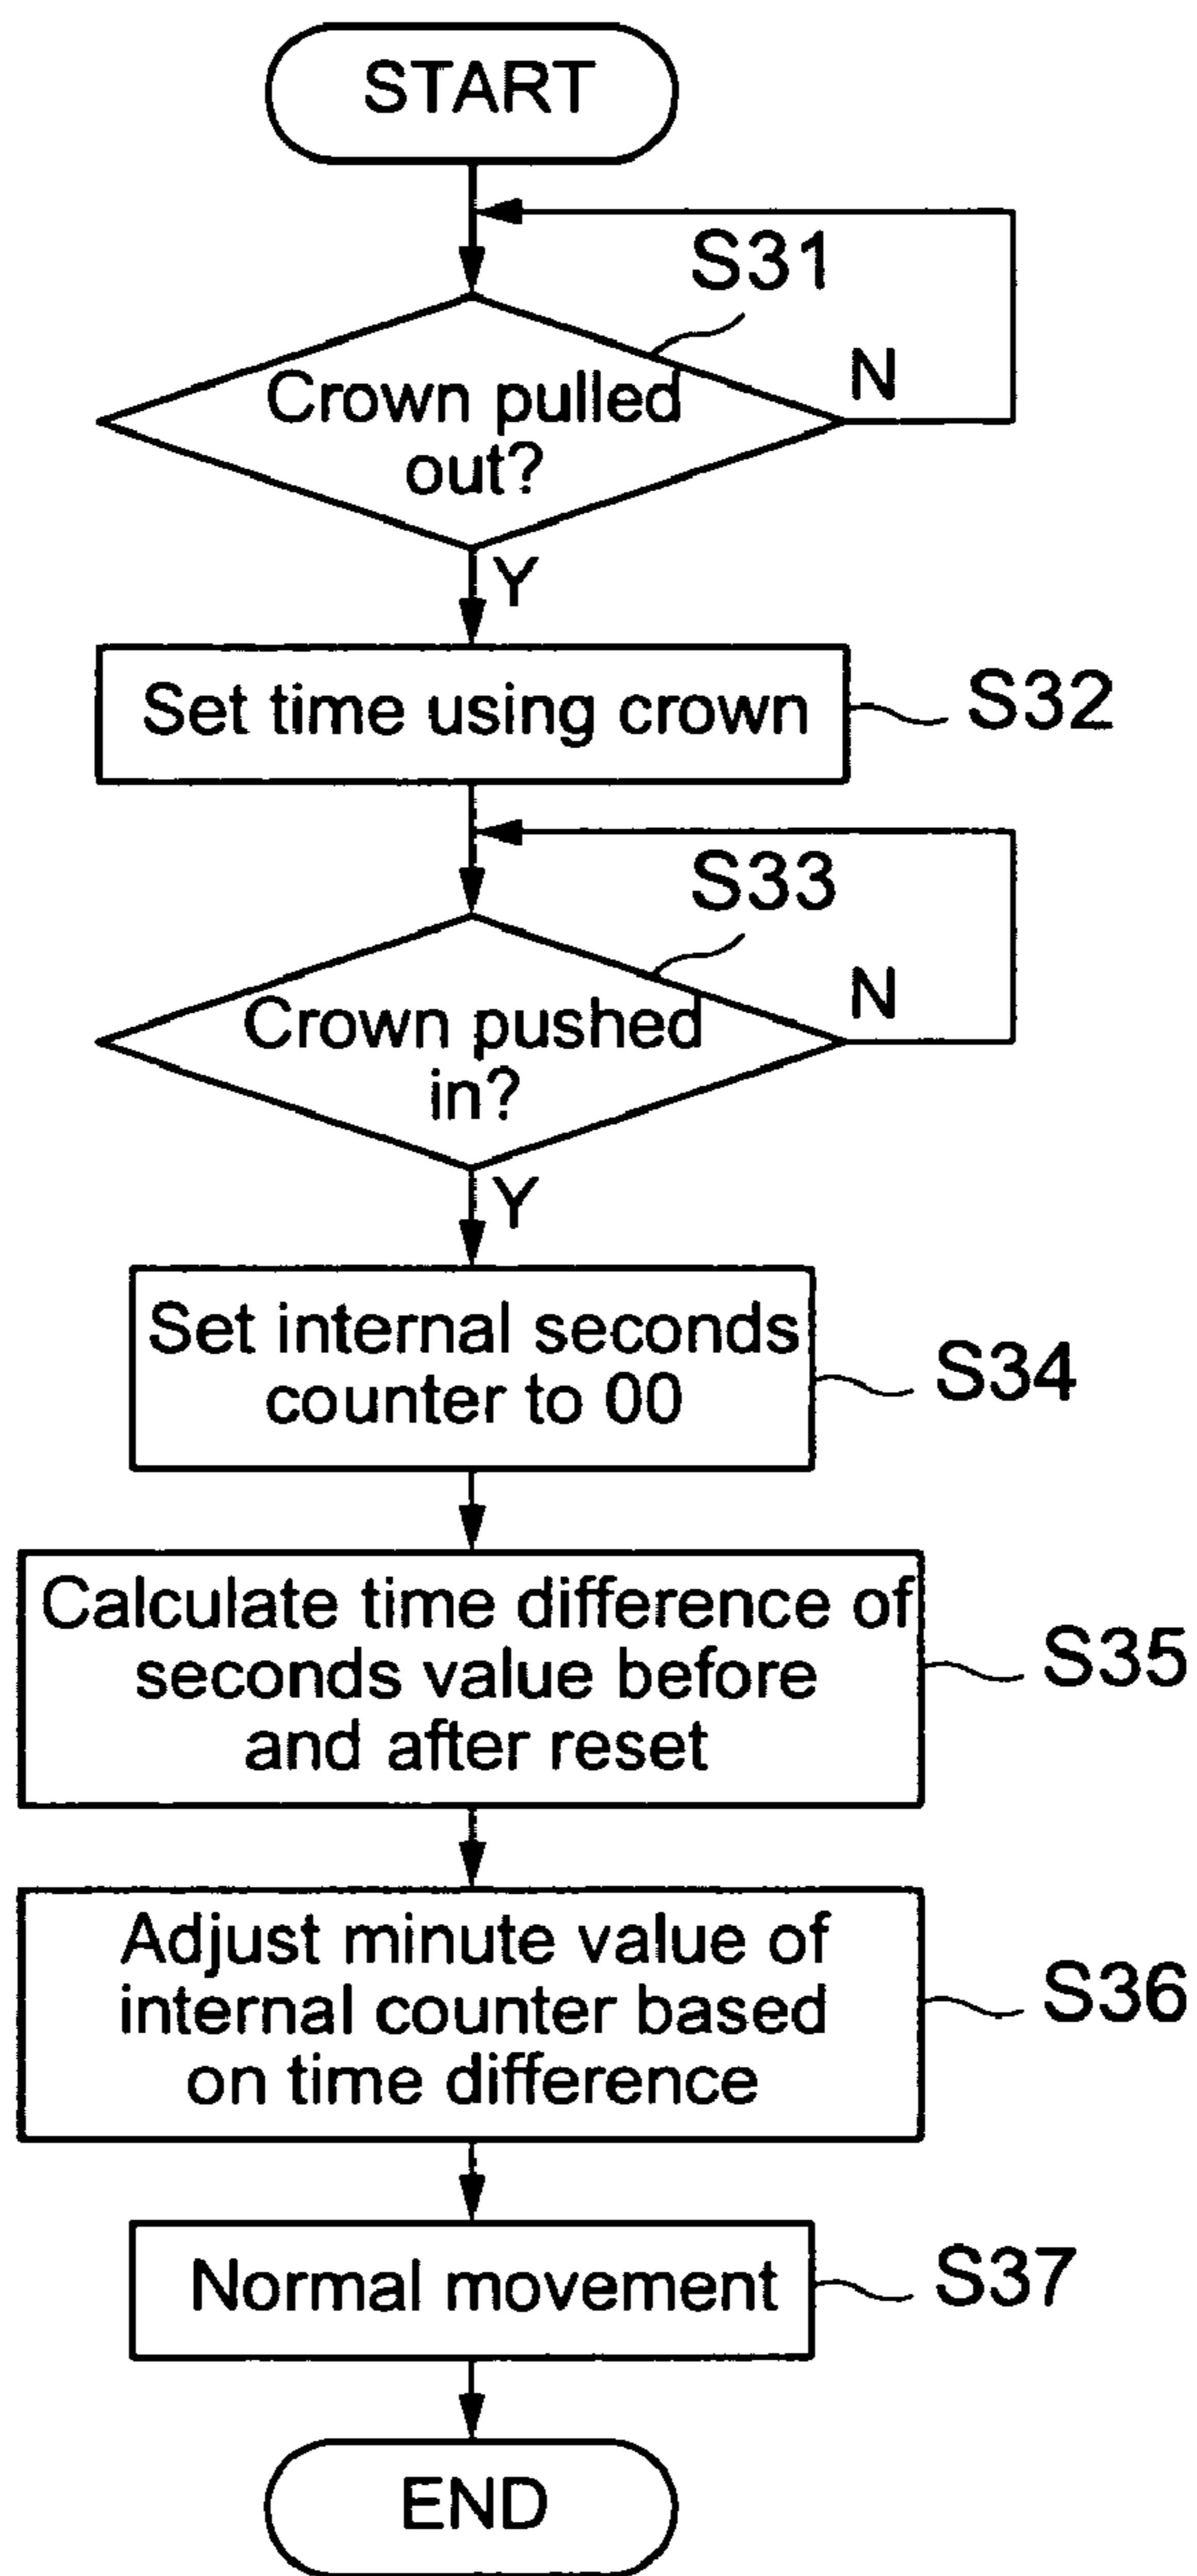 START
S31
Crown pulled
out?
N
Y
Set time using crown
S32
S33
Crown pushed
in?
N
Y
Set internal seconds
counter to 00
S34
Calculate time difference of
seconds value before
and after reset
S35
Adjust minute value of
internal counter based
on time difference
S36
Normal movement
S37
END